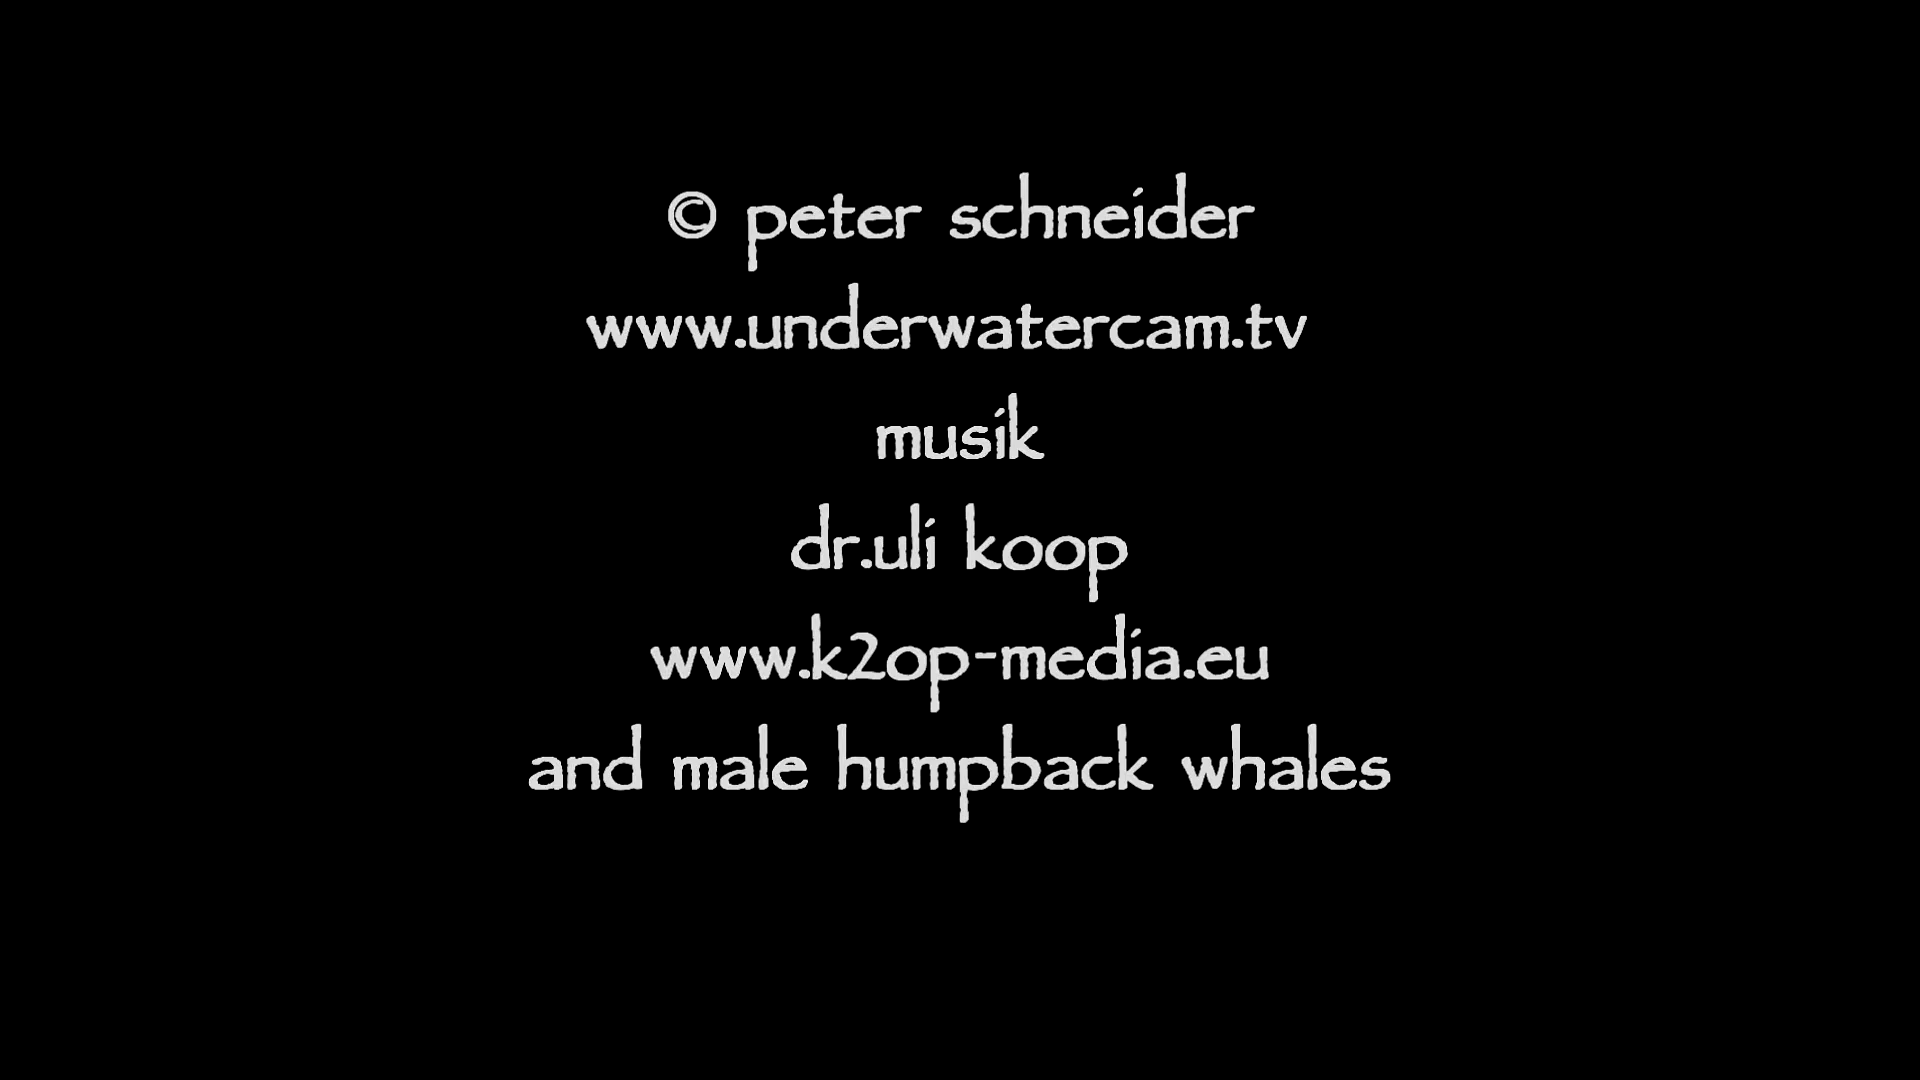 © peter schneider
www.underwatercam.tv
musik
dr.uli koop
www.k2op-media.eu
and male humpback whales